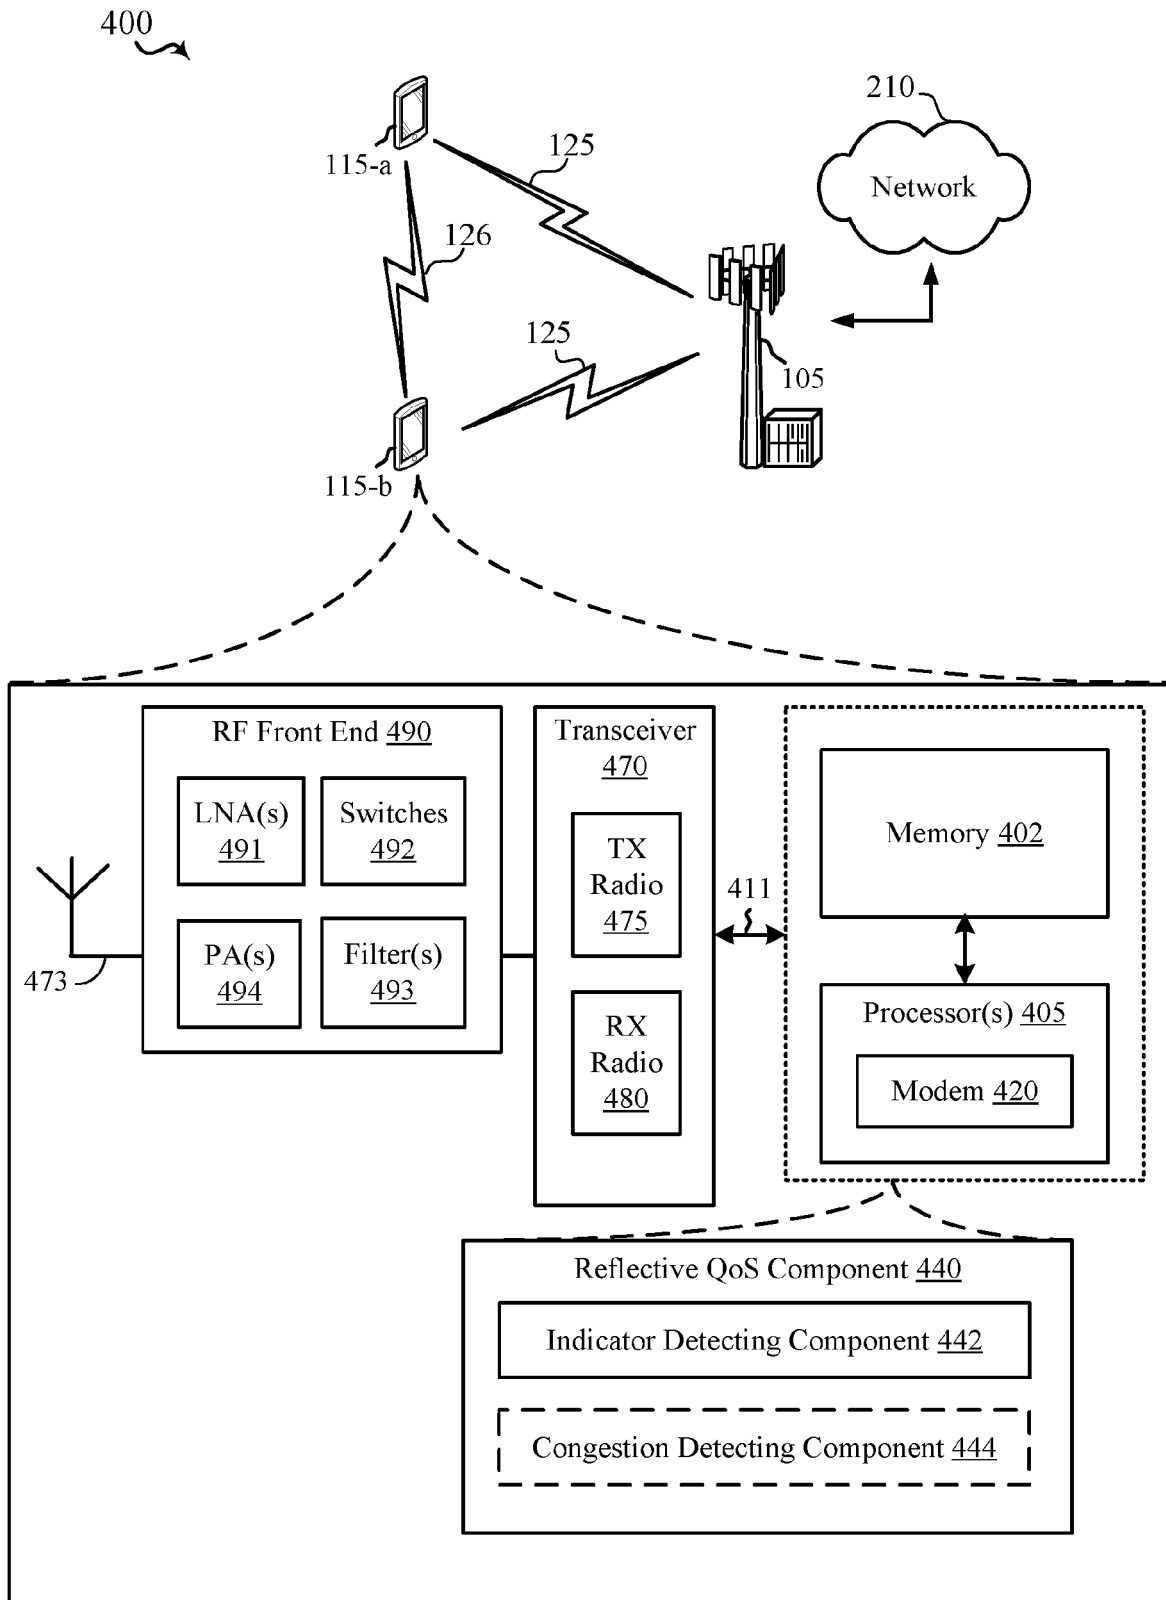 400
210
Network
115-a
125
126
125
105
115-b
RF Front End 490
LNA(s)
491
Switches
492
PA(s)
494
Filter(s)
493
473
Transceiver
470
TX
Radio
475
RX
Radio
480
411
Memory 402
Processor(s) 405
Modem 420
Reflective QoS Component 440
Indicator Detecting Component 442
Congestion Detecting Component 444